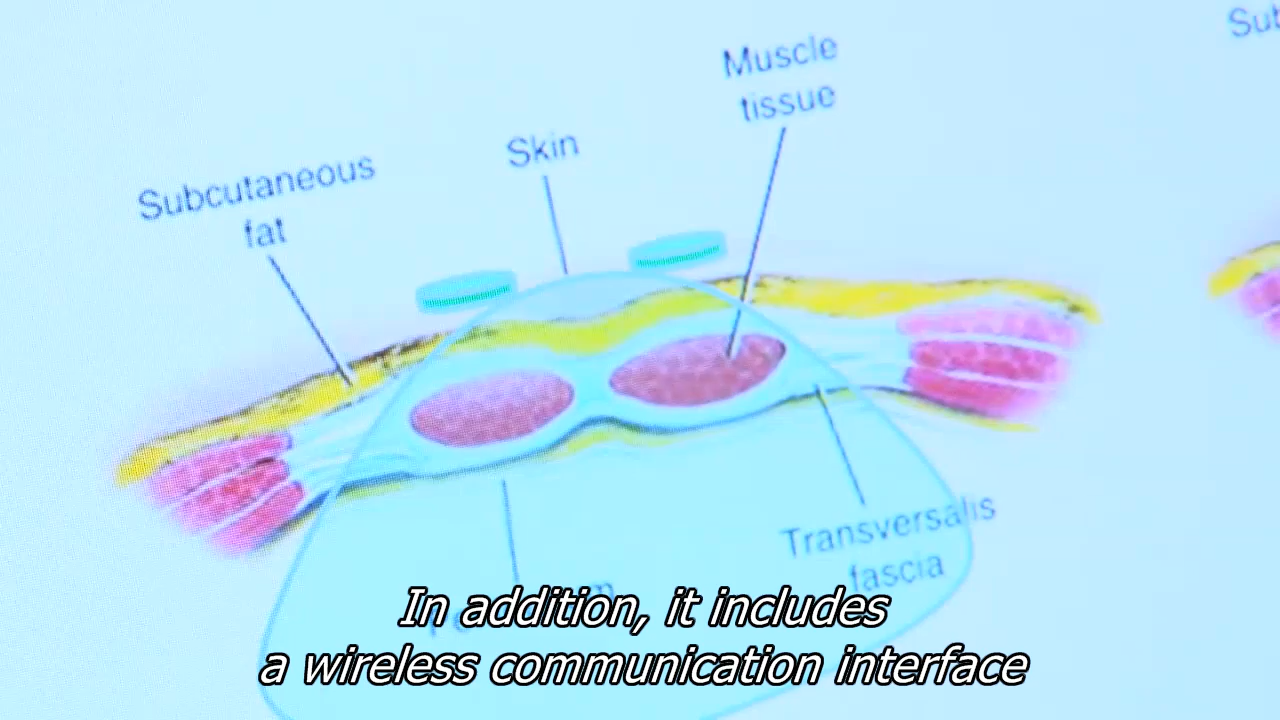 Sub
Muscle
tissue
Skin
Subcutaneous
fat
Transversalis
fascia
In addition, it includes
a wireless communication interface